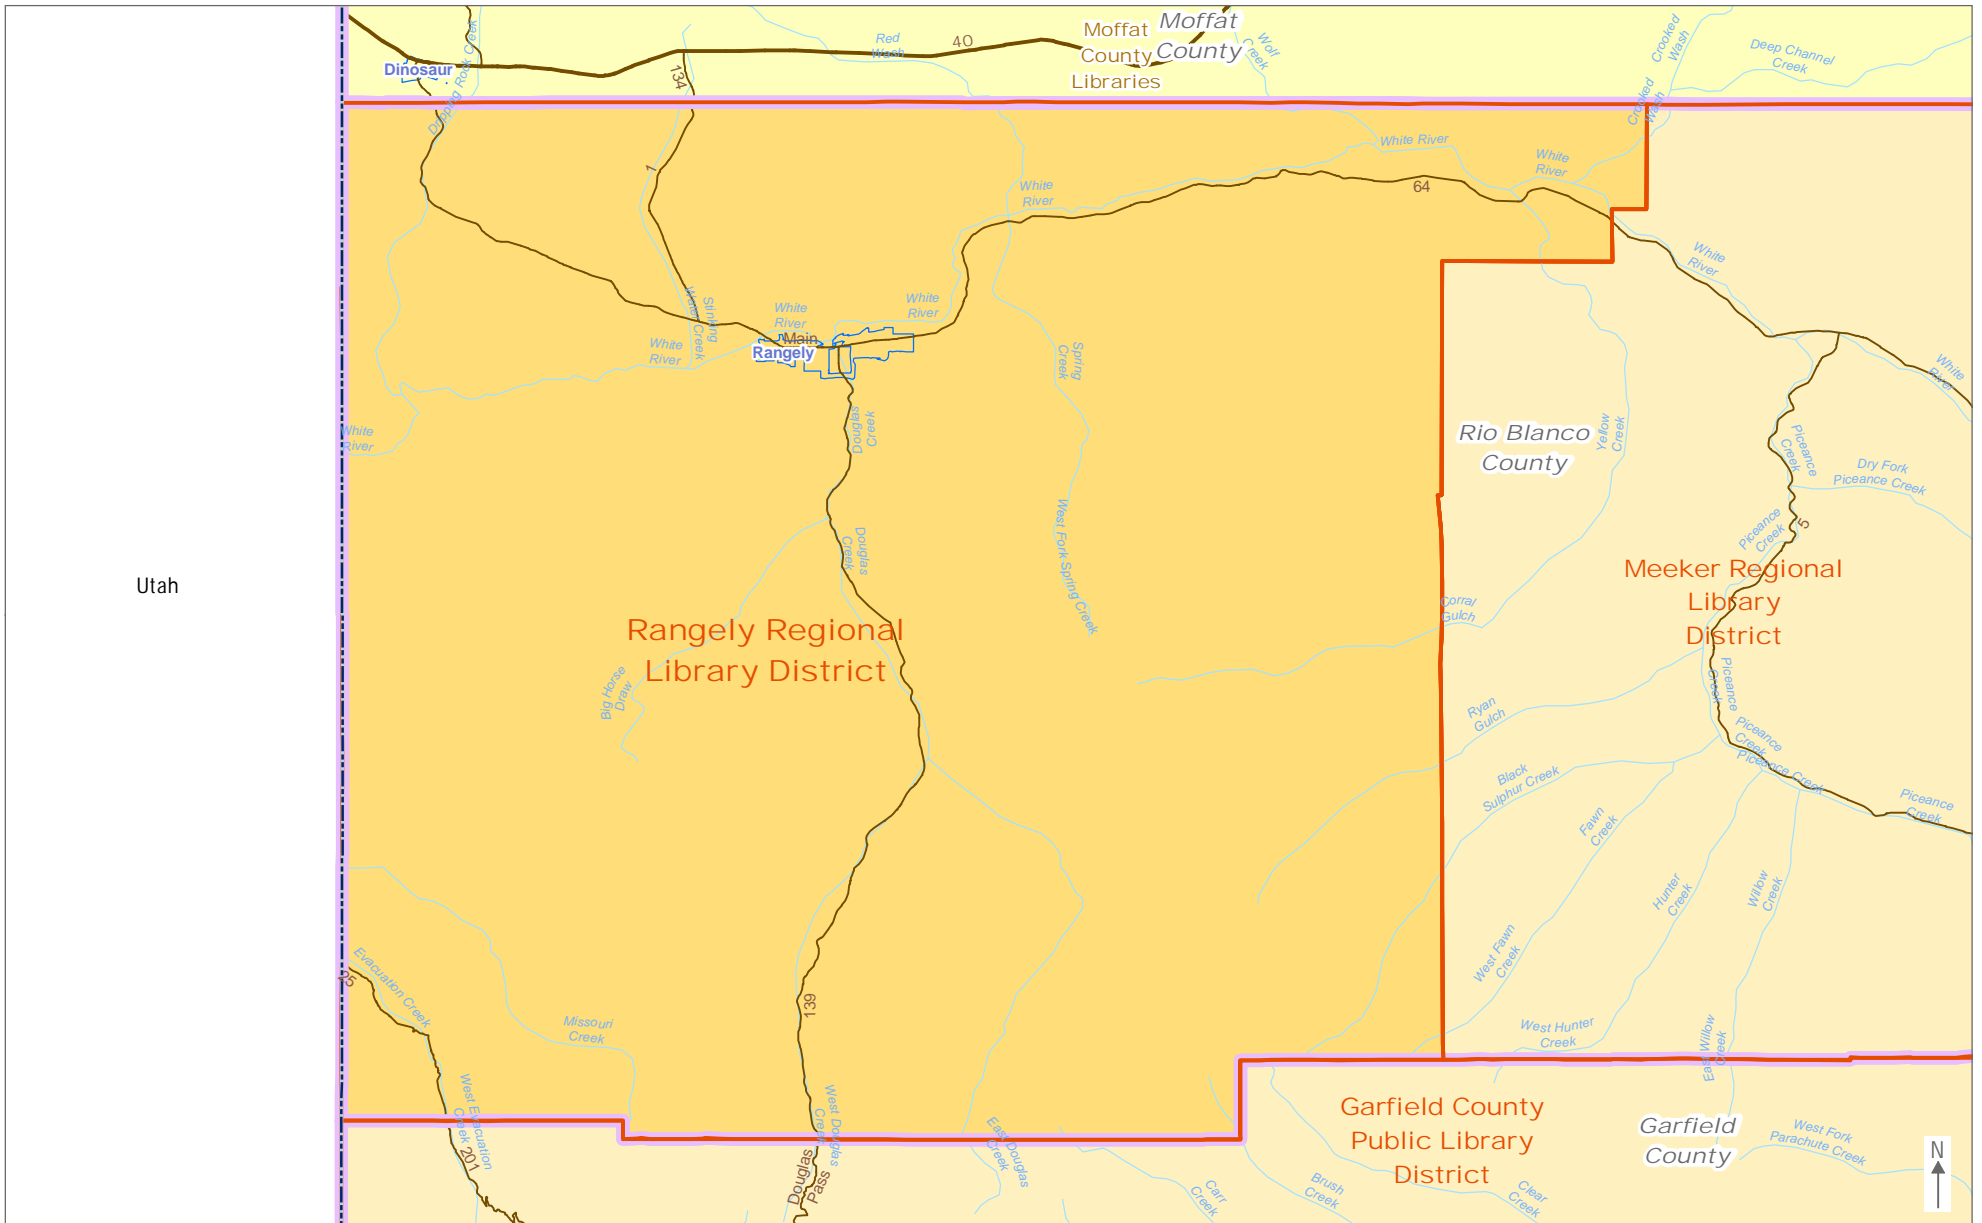 Moffat
County
Moffat
County
Libraries
Red
Wash
40
Wolf
Creek
Crooked
Wash
Deep Channel
Creek
Dinosaur
Dripping Rock Creek
134
Crooked
Wash
White River
White
River
1
White
River
64
White
River
Stinking
Water Creek
White
River
White
River
Main
Rangely
White
River
Spring
Creek
White
River
Douglas
Creek
White
River
Rio Blanco
County
Yellow
Creek
Piceance
Creek
Dry Fork
Piceance Creek
Piceance
Creek
5
Douglas
Creek
West Fork Spring Creek
Utah
Meeker Regional
Library
District
Corral
Gulch
Rangely Regional
Library District
Big Horse
Draw
Piceance
Creek
Ryan
Gulch
Piceance
Creek
Piceance Creek
Black
Sulphur Creek
Piceance
Creek
Fawn
Creek
Hunter
Creek
Willow
Creek
West Fawn
Creek
25
Evacuation Creek
139
Missouri
Creek
West Hunter
Creek
East Willow
Creek
West Evacuation
Creek
201
West Douglas
Creek
East Douglas
Creek
Douglas
Pass
Garfield County
Public Library
District
Garfield
County
West Fork
Parachute Creek
Carr
Creek
Brush
Creek
Clear
Creek
N